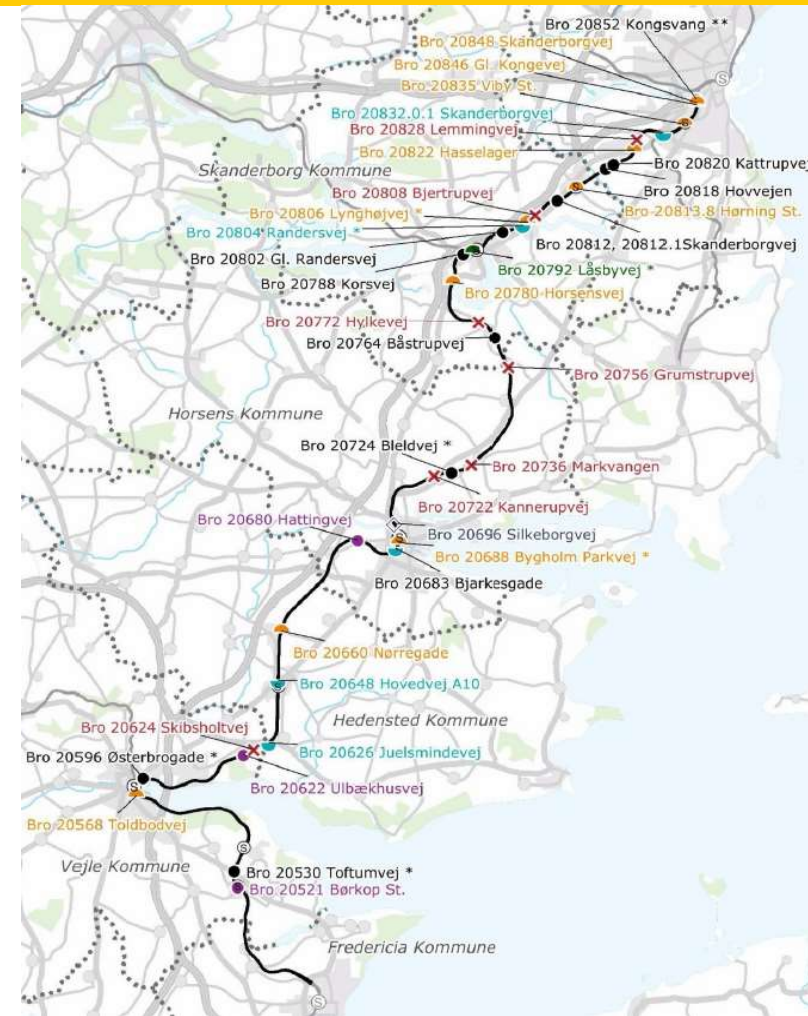 Bro 20852 Kongsvang **
Bro 20848 Skanderborgvej
Bro 20846 Gl. Kongevej
Bro 20835 Viby St.
Bro 20832.0.1 Skanderborgvej
Bro 20828 Lemmingvej
Bro 20822 Hasselager
Bro 20820 Kattrupvej
Skanderborg Kommune
Bro 20808 Bjertrupvej
Bro 20818 Hovvejen
Bro 20806 Lynghøjvej *
Bro 20813.8 Hørning St.
Bro 20804 Randersvej *
Bro 20812, 20812.1Skanderborgvej
Bro 20802 Gl. Randersvej
Bro 20792 Låsbyvej *
Bro 20788 Korsvej
Bro 20780 Horsensvej
Bro 20772 Hylkevej
Bro 20764 Båstrupvej
Bro 20756 Grumstrupvej
Horsens Kommune
Bro 20724 Bleldvej *
Bro 20736 Markvangen
Bro 20722 Kannerupvej
Bro 20680 Hattingvej
Bro 20696 Silkeborgvej
Bro 20688 Bygholm Parkvej *
Bro 20683 Bjarkesgade
Bro 20660 Nørregade
Bro 20648 Hovedvej A10
Hedensted Kommune
Bro 20624 Skibsholtvej
Bro 20626 Juelsmindevej
Bro 20596 Østerbrogade *
Bro 20622 Ulbækhusvej
Bro 20568 Toldbodvej
Vejle Kommune
Bro 20530 Toftumvej *
Bro 20521 Børkop St.
Fredericia Kommune